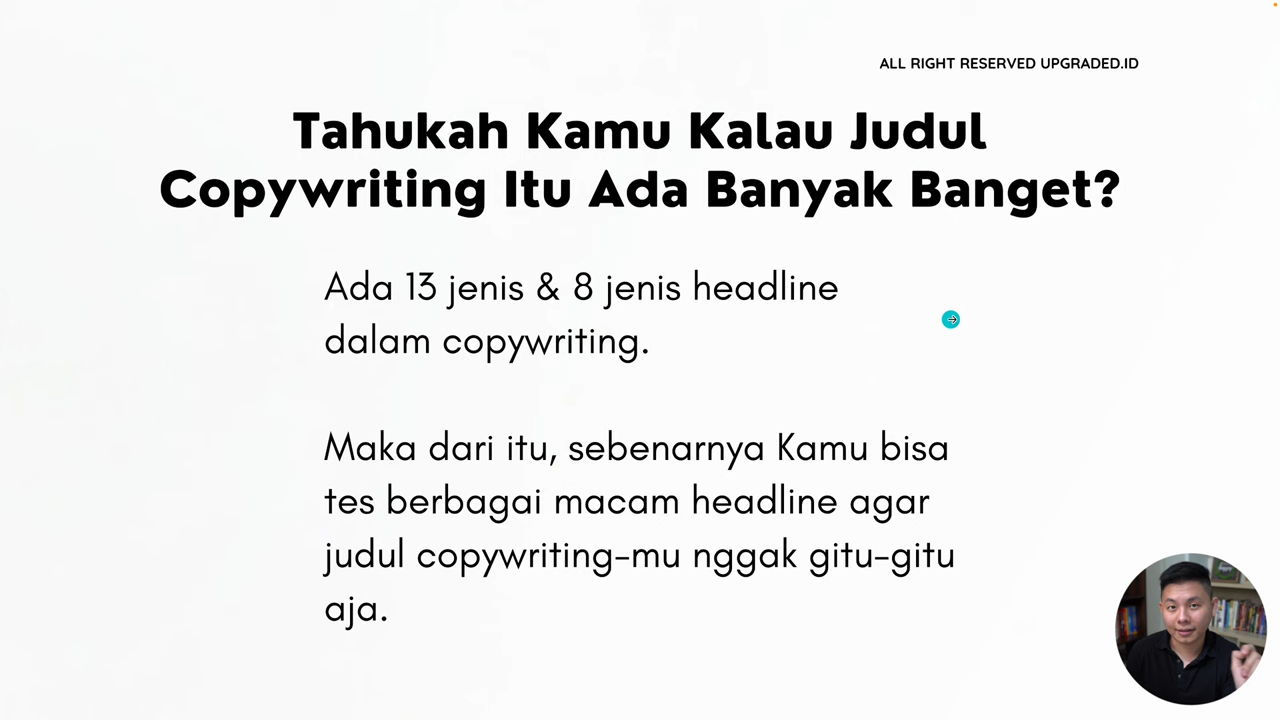 ALL RIGHT RESERVED UPGRADED.ID
Tahukah Kamu Kalau Judul
Copywriting Itu Ada Banyak Banget?
Ada 13 jenis & 8 jenis headline
dalam copywriting.
Maka dari itu, sebenarnya Kamu bisa
tes berbagai macam headline agar
judul copywriting-mu nggak gitu-gitu
aja.